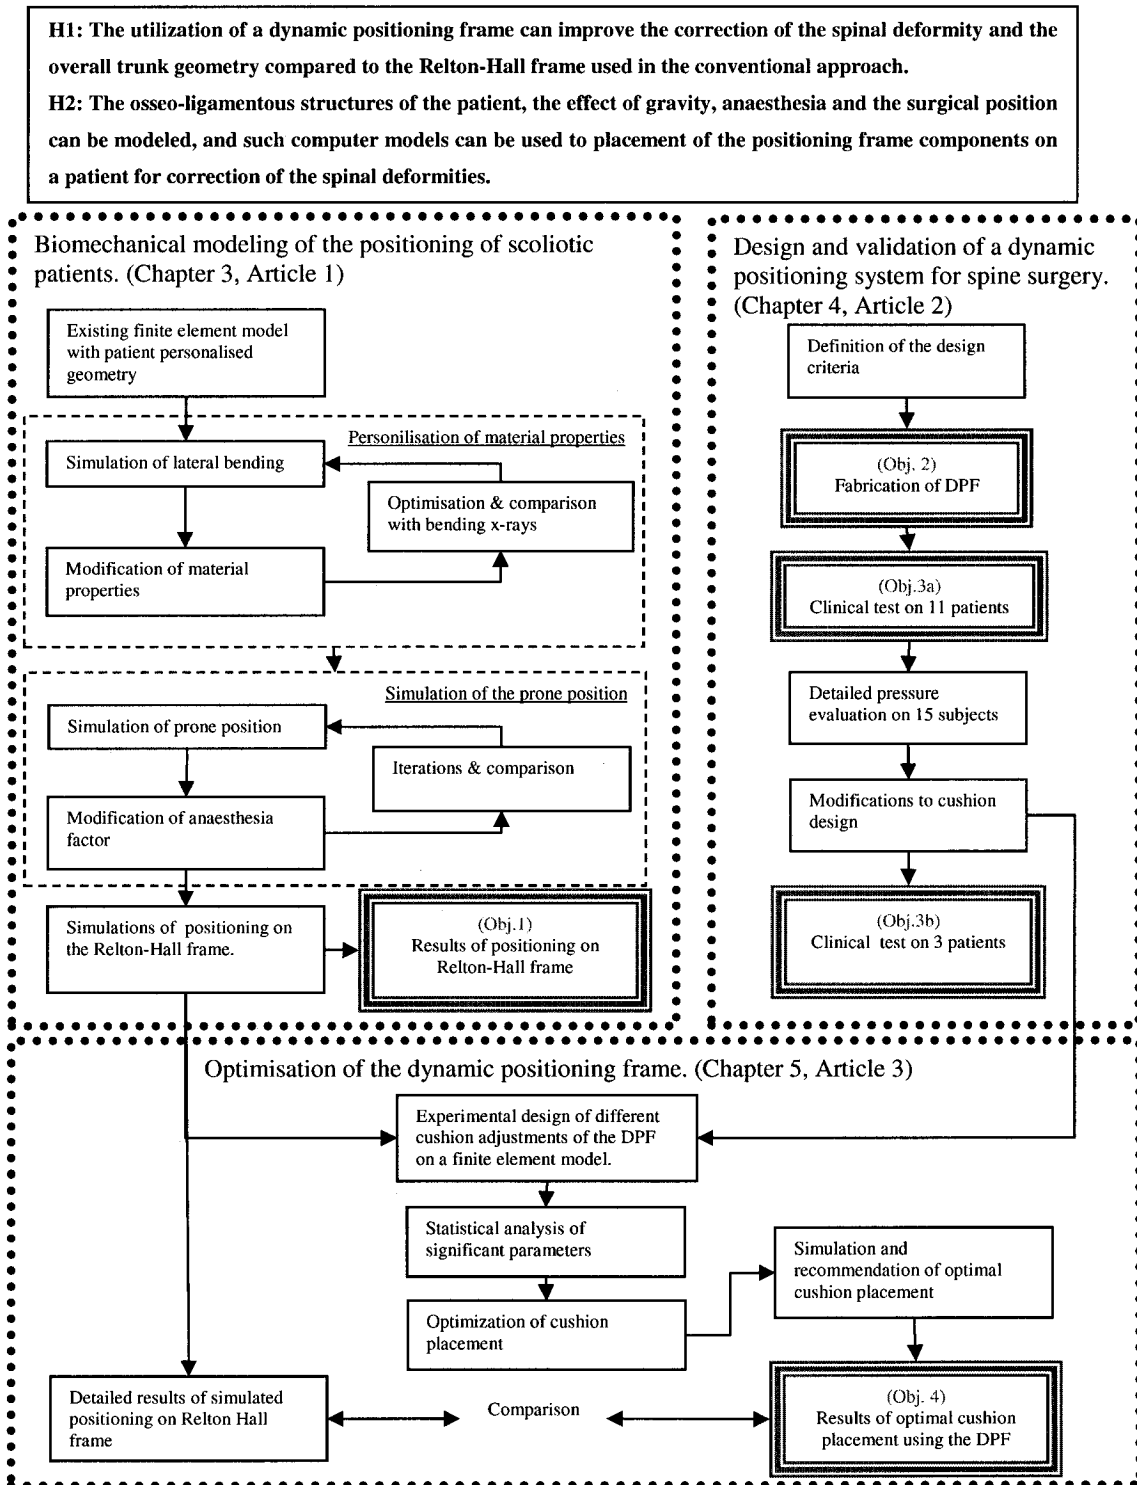 H1: The utilization of a dynamic positioning frame can improve the correction of the spinal deformity and the
overall trunk geometry compared to the Relton-Hall frame used in the conventional approach.
H2: The osseo-ligamentous structures of the patient, the effect of gravity, anaesthesia and the surgical position
can be modeled, and such computer models can be used to placement of the positioning frame components on
a patient for correction of the spinal deformities.
Biomechanical modeling of the positioning of scoliotic
patients. (Chapter 3, Article 1)
Existing finite element model
with patient personalised
geometry
Personilisation of material properties
Simulation of lateral bending
Optimisation & comparison
with bending x-rays
Modification of material
properties
Simulation of the prone position
Simulation of prone position
Iterations & comparison
Modification of anaesthesia
factor
Simulations of positioning on
the Relton-Hall frame.
(Obj.1)
Results of positioning on
Relton-Hall frame
Design and validation of a dynamic
positioning system for spine surgery.
(Chapter 4, Article 2)
Definition of the design
criteria
(Obj. 2)
Fabrication of DPF
(Obj.3a)
Clinical test on 11 patients
Detailed pressure
evaluation on 15 subjects
Modifications to cushion
design
(Obj.3b)
Clinical test on 3 patients
Optimisation of the dynamic positioning frame. (Chapter 5, Article 3)
Experimental design of different
cushion adjustments of the DPF
on a finite element model.
Statistical analysis of
significant parameters
Optimization of cushion
placement
Simulation and
recommendation of optimal
cushion placement
Detailed results of simulated
positioning on Relton Hall
frame
Comparison
(Obj. 4)
Results of optimal cushion
placement using the DPF